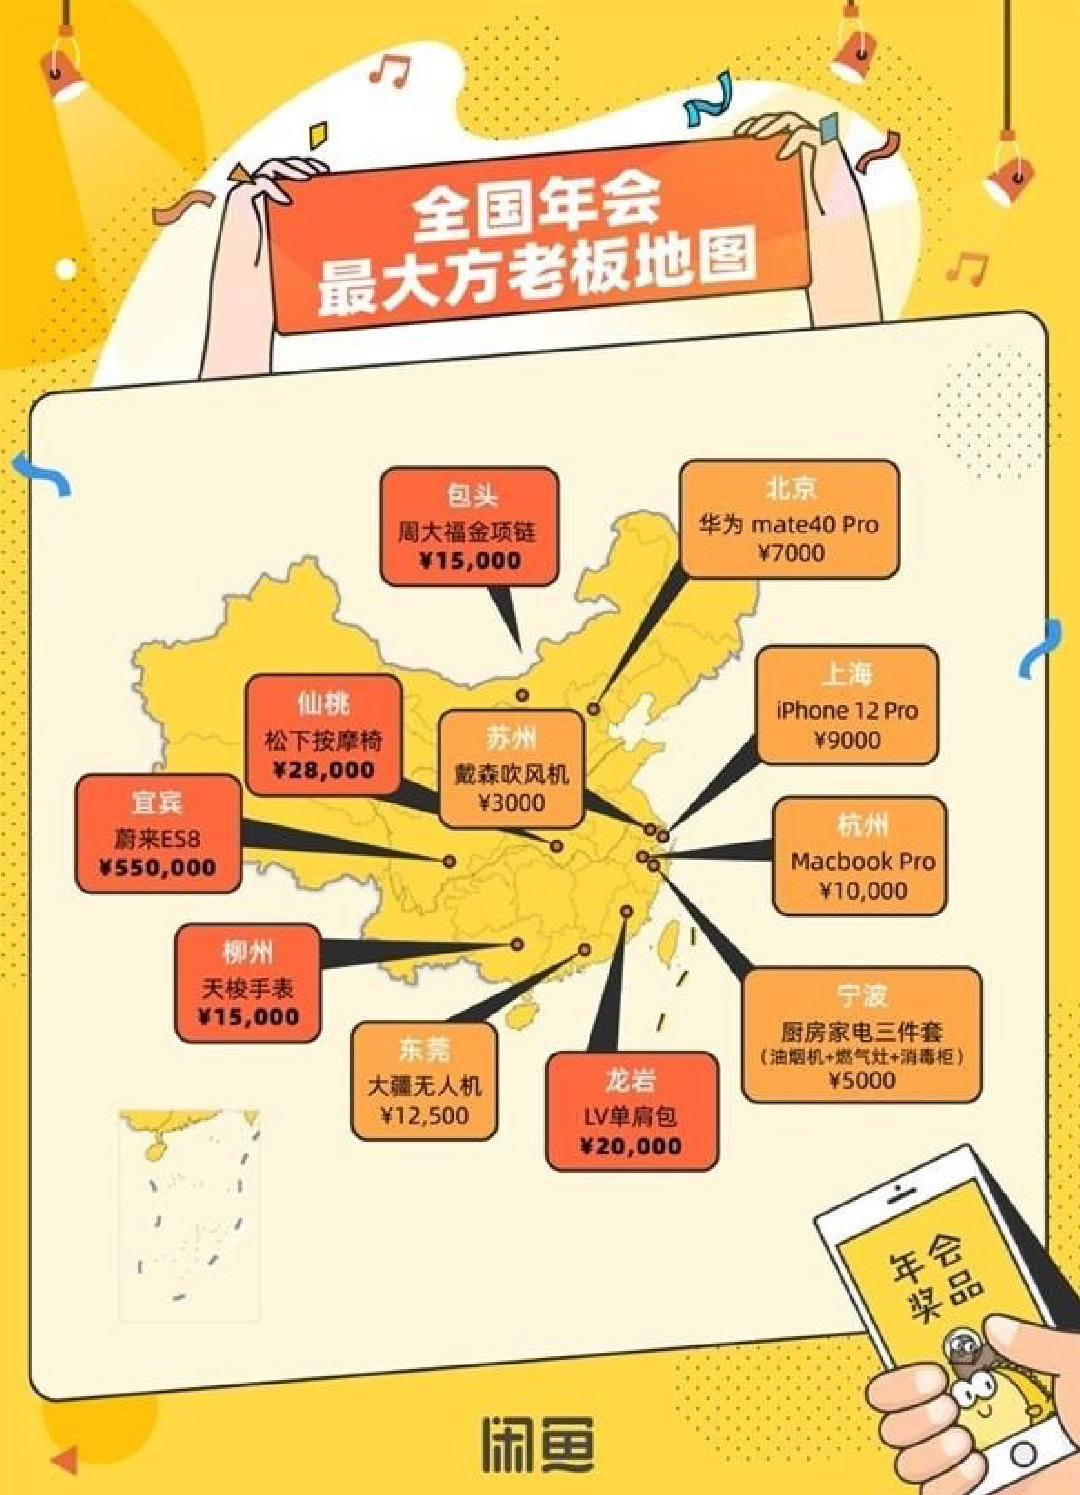 全国年会
最大方老板地图
包头
周大福金项链
¥15,000
北京
华为 mate40 Pro
¥7000
仙桃
松下按摩椅
¥28,000
苏州
戴森吹风机
¥3000
上海
iPhone 12 Pro
¥9000
宜宾
蔚来ES8
¥550,000
杭州
Macbook Pro
¥10,000
柳州
天梭手表
¥15,000
东莞
大疆无人机
¥12,500
龙岩
LV单肩包
¥20,000
宁波
厨房家电三件套
（油烟机+燃气灶+消毒柜）
¥5000
年会
奖品
闲鱼